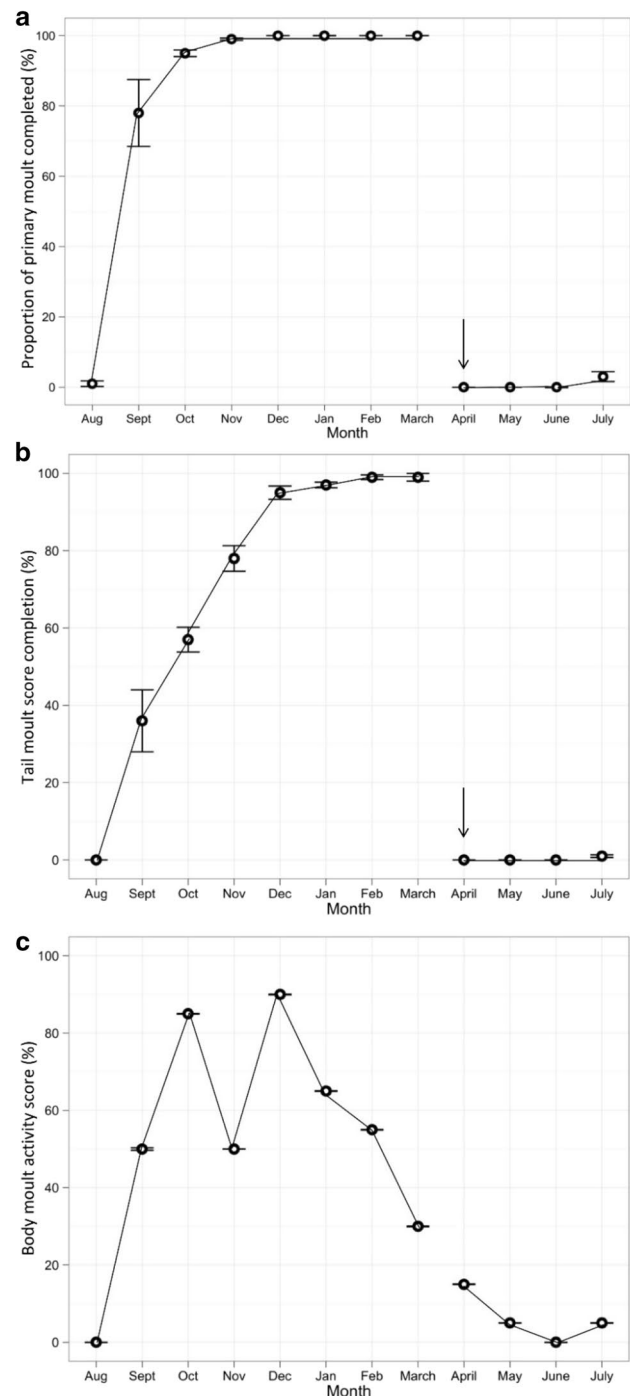 a
Proportion of primary moult completed (%)
100
80
60
40
20
0
Aug Sept Oct Nov Dec Jan Feb March April May June July
Month
b
Tail moult score completion (%)
100
80
60
40
20
0
Aug Sept Oct Nov Dec Jan Feb March April May June July
Month
c
Body moult activity score (%)
100
80
60
40
20
0
Aug Sept Oct Nov Dec Jan Feb March April May June July
Month